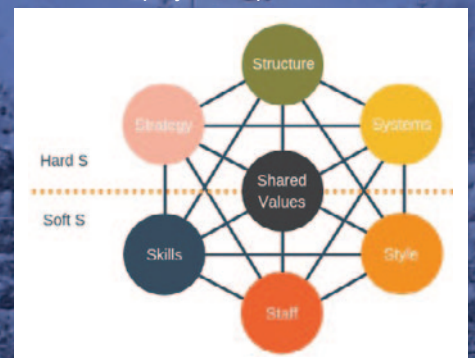 Structure
Strategy
Systems
Hard S
Shared
Values
Soft S
Skills
Style
Staff